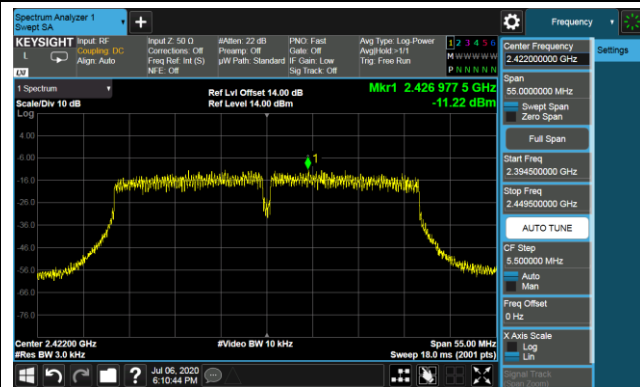 Spectrum Analyzer 1
Swept SA
Frequency
KEYSIGHT
L
LXI
Input: RF
Coupling: DC
Align: Auto
Input Z: 50 Ω
Corrections: Off
Freq Ref: Int (S)
NFE: Off
#Atten: 22 dB
Preamp: Off
µW Path: Standard
PNO: Fast
Gate: Off
IF Gain: Low
Sig Track: Off
Avg Type: Log-Power
Avg|Hold:>1/1
Trig: Free Run
1 2 3 4 5 6
M W W W W W
P N N N N N
1 Spectrum
Scale/Div 10 dB
Log
Ref Lvl Offset 14.00 dB
Ref Level 14.00 dBm
Mkr1 2.426 977 5 GHz
-11.22 dBm
4.00
-6.00
-16.0
-26.0
-36.0
-46.0
-56.0
-66.0
-76.0
1
Center 2.42200 GHz
#Res BW 3.0 kHz
#Video BW 10 kHz
Span 55.00 MHz
Sweep 18.0 ms (2001 pts)
Jul 06, 2020
6:10:44 PM
Center Frequency
2.422000000 GHz
Settings
Span
55.0000000 MHz
Swept Span
Zero Span
Full Span
Start Freq
2.394500000 GHz
Stop Freq
2.449500000 GHz
AUTO TUNE
CF Step
5.500000 MHz
Auto
Man
Freq Offset
0 Hz
X Axis Scale
Log
Lin
Signal Track
(Span Zoom)